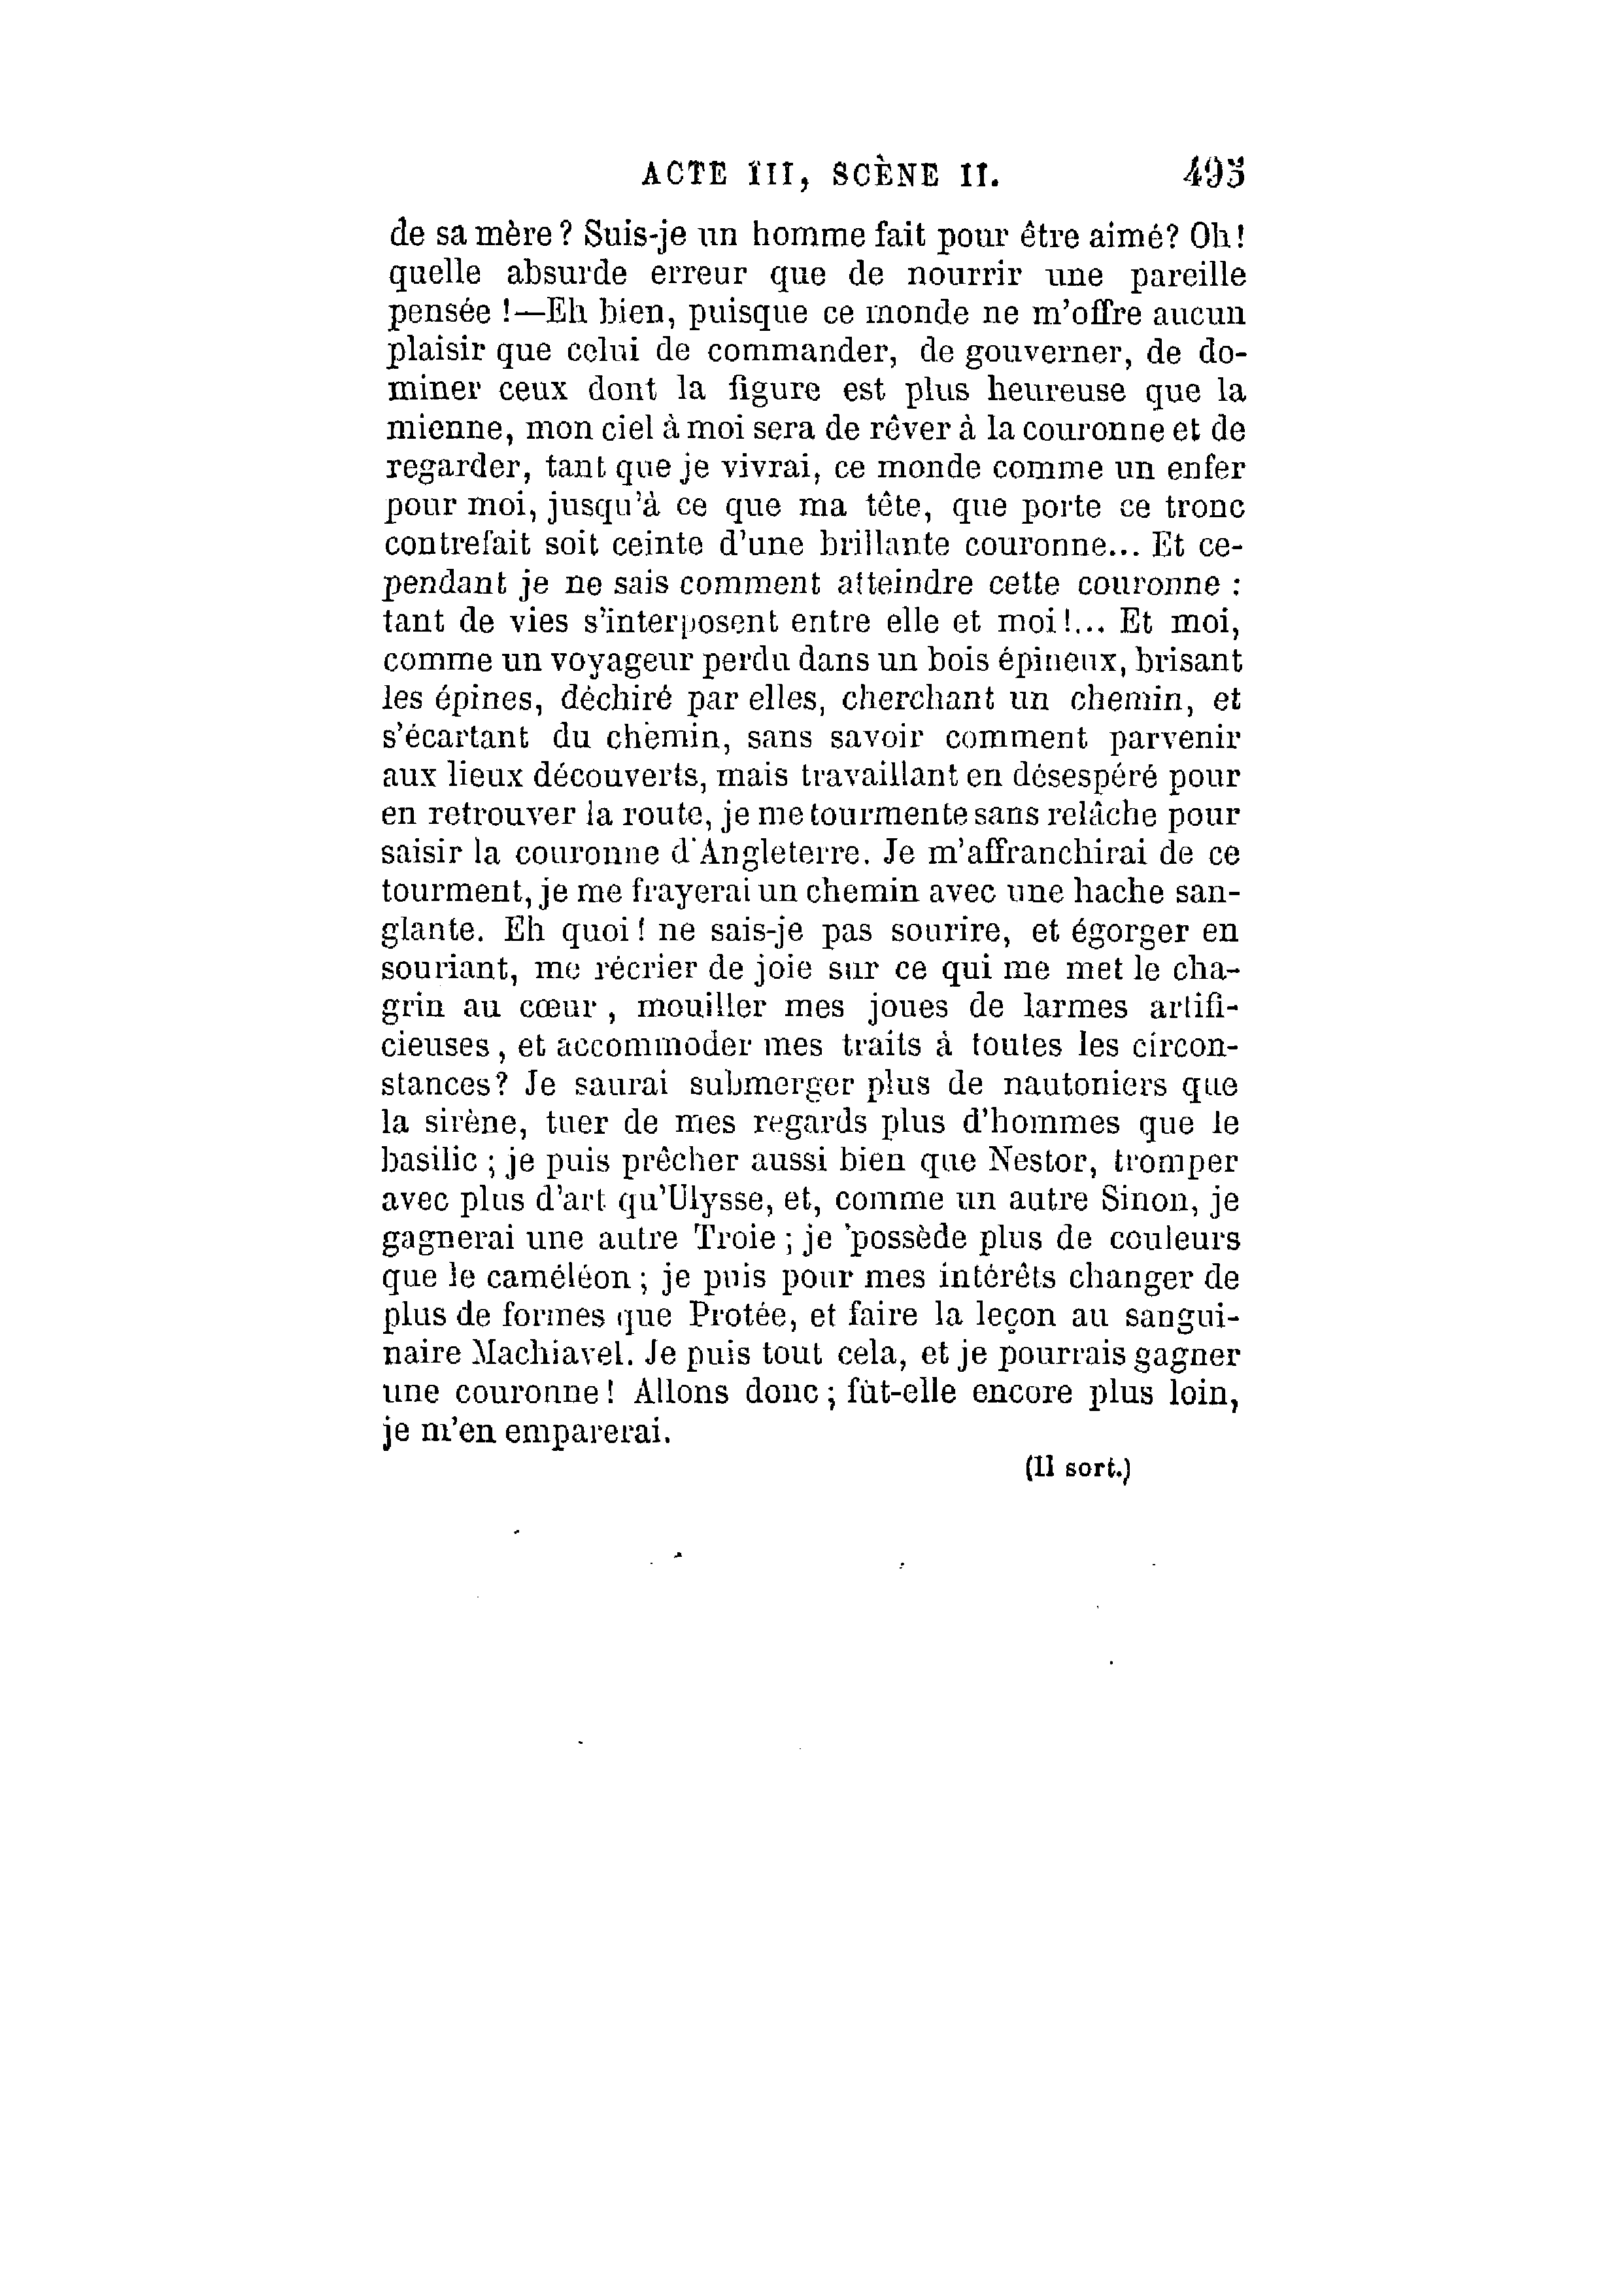 ACTE III, SCÈNE II. 495
de sa mère ? Suis-je un homme fait pour être aimé? Oh!
quelle absurde erreur que de nourrir une pareille
pensée !—Eh bien, puisque ce monde ne m'offre aucun
plaisir que celui de commander, de gouverner, de do-
miner ceux dont la figure est plus heureuse que la
mienne, mon ciel à moi sera de rêver à la couronne et de
regarder, tant que je vivrai, ce monde comme un enfer
pour moi, jusqu'à ce que ma tête, que porte ce tronc
contrefait soit ceinte d'une brillante couronne... Et ce-
pendant je ne sais comment atteindre cette couronne :
tant de vies s'interposent entre elle et moi!... Et moi,
comme un voyageur perdu dans un bois épineux, brisant
les épines, déchiré par elles, cherchant un chemin, et
s'écartant du chemin, sans savoir comment parvenir
aux lieux découverts, mais travaillant en désespéré pour
en retrouver la route, je me tourmente sans relâche pour
saisir la couronne d'Angleterre. Je m'affranchirai de ce
tourment, je me frayerai un chemin avec une hache san-
glante. Eh quoi! ne sais-je pas sourire, et égorger en
souriant, me récrier de joie sur ce qui me met le cha-
grin au cœur , mouiller mes joues de larmes artifi-
cieuses , et accommoder mes traits à toutes les circon-
stances? Je saurai submerger plus de nautoniers que
la sirène, tuer de mes regards plus d'hommes que le
basilic ; je puis prêcher aussi bien que Nestor, tromper
avec plus d'art qu'Ulysse, et, comme un autre Sinon, je
gagnerai une autre Troie ; je possède plus de couleurs
que le caméléon ; je puis pour mes intérêts changer de
plus de formes que Protée, et faire la leçon au sangui-
naire Machiavel. Je puis tout cela, et je pourrais gagner
une couronne! Allons donc ; fût-elle encore plus loin,
je m'en emparerai.
(Il sort.)